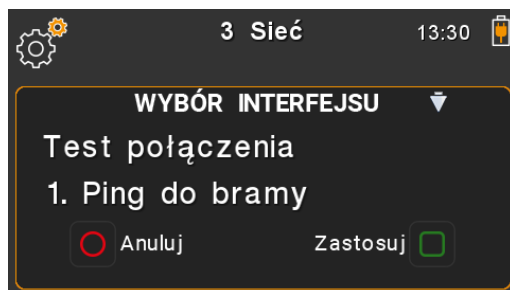 3 Sieć 13:30
WYBÓR INTERFEJSU
Test połączenia
1. Ping do bramy
Anuluj Zastosuj